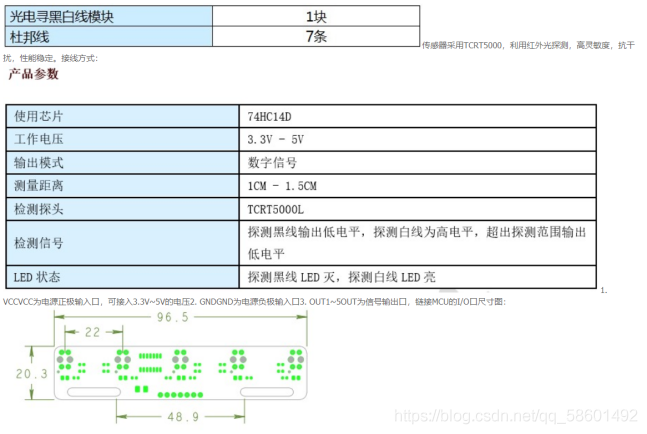 光电寻黑白线模块 1块
杜邦线 7条
传感器采用TCRT5000，利用红外光探测，高灵敏度，抗干
扰，性能稳定。接线方式：
产品参数
使用芯片 74HC14D
工作电压 3.3V - 5V
输出模式 数字信号
测量距离 1CM - 1.5CM
检测探头 TCRT5000L
检测信号 探测黑线输出低电平，探测白线为高电平，超出探测范围输出
低电平
LED 状态 探测黑线 LED 灭，探测白线 LED 亮
1.
VCCVCC为电源正极输入口，可接入3.3V~5V的电压2. GNDGND为电源负极输入口3. OUT1~5OUT为信号输出口，链接MCU的I/O口尺寸图：
96.5
22
20.3
48.9
https://blog.csdn.net/qq_58601492